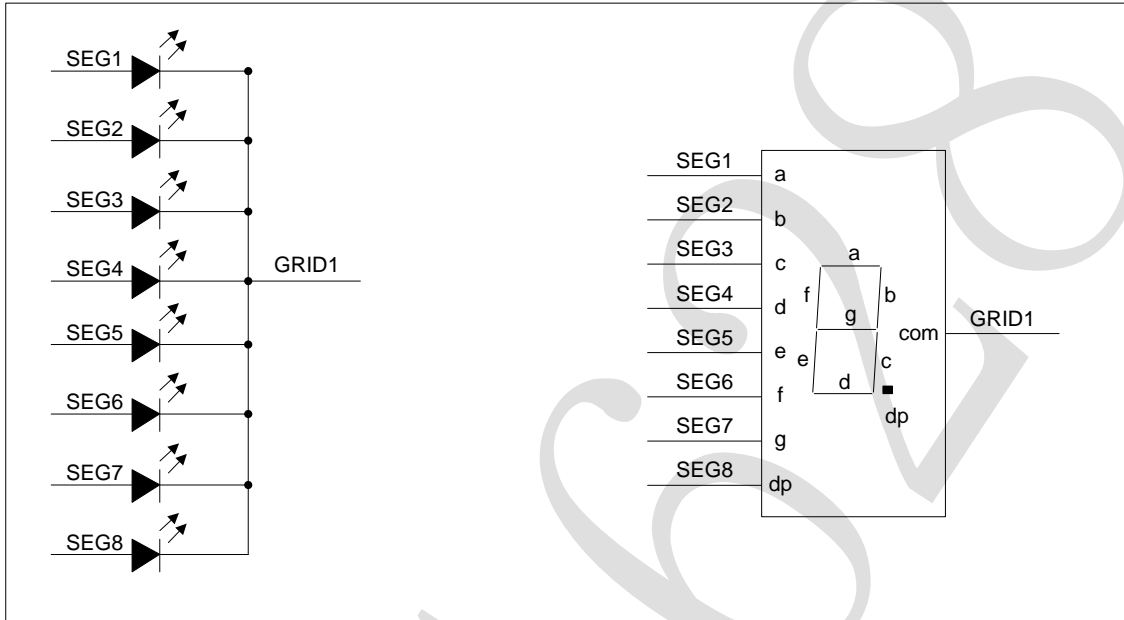 SEG1
SEG2
SEG3
SEG4
GRID1
SEG5
SEG6
SEG7
SEG8
SEG1
a
SEG2
b
SEG3
c
SEG4
d
SEG5
e
SEG6
f
SEG7
g
SEG8
dp
a
f
b
g
e
c
d
dp
com
GRID1
628